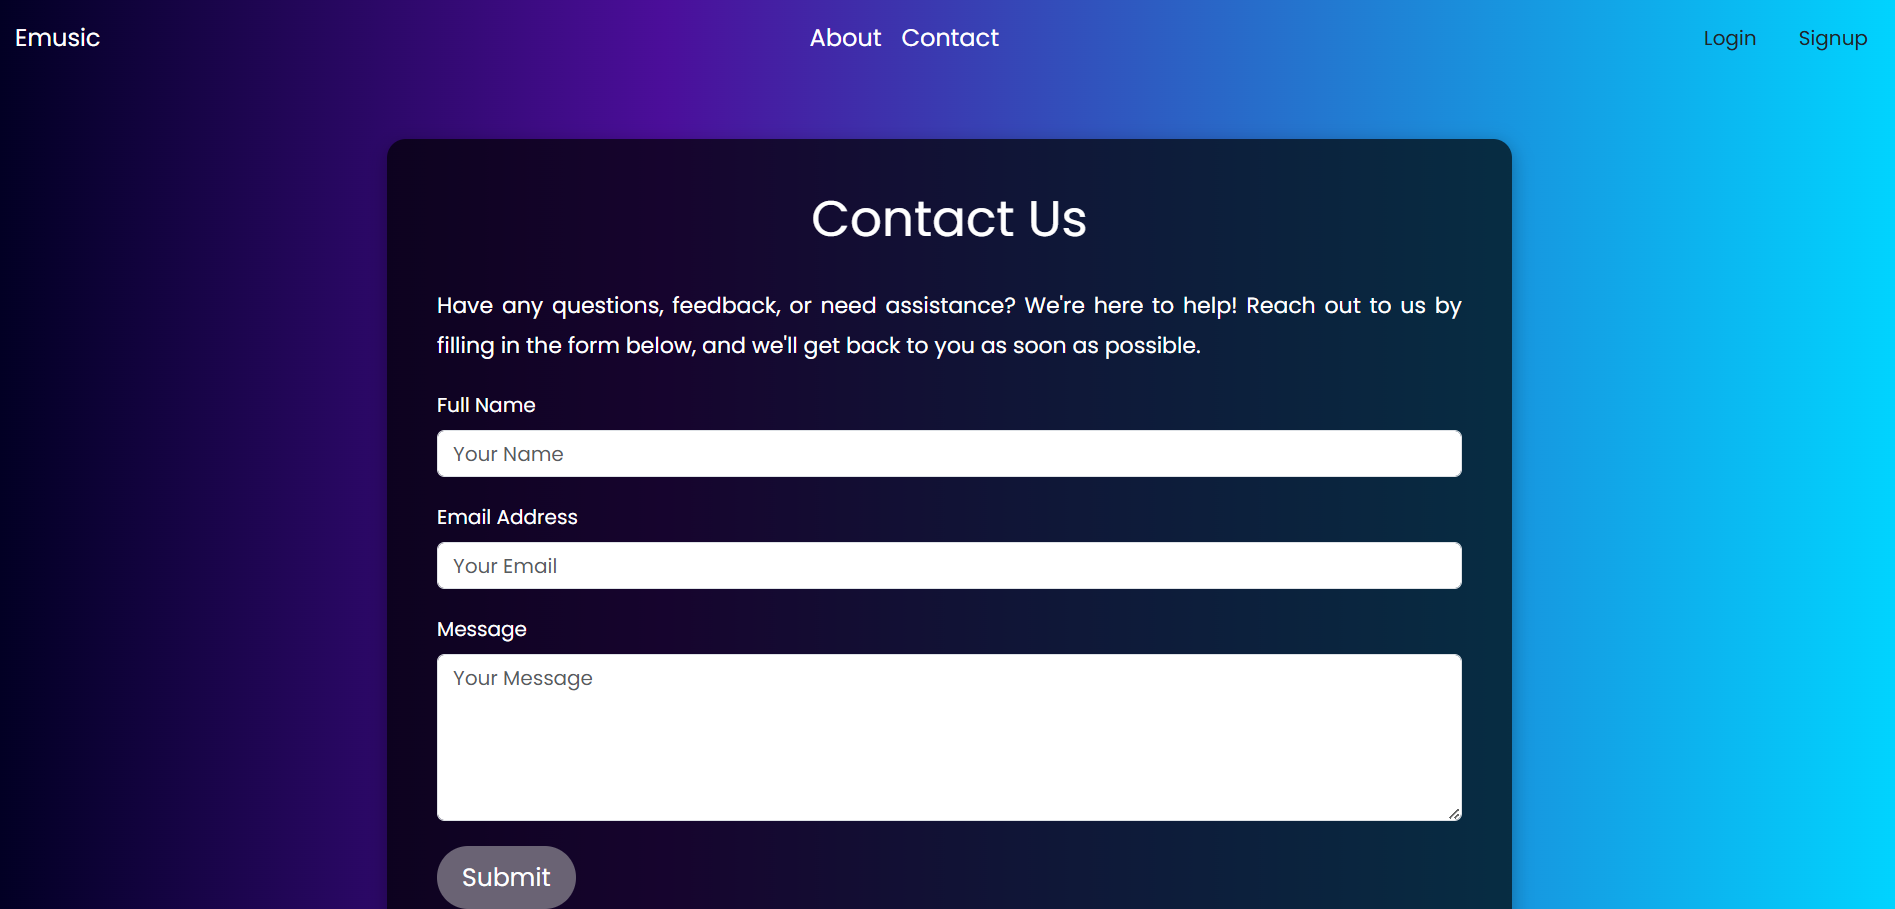 Emusic
About Contact
Login Signup
Contact Us
Have any questions, feedback, or need assistance? We're here to help! Reach out to us by
filling in the form below, and we'll get back to you as soon as possible.
Full Name
Your Name
Email Address
Your Email
Message
Your Message
Submit